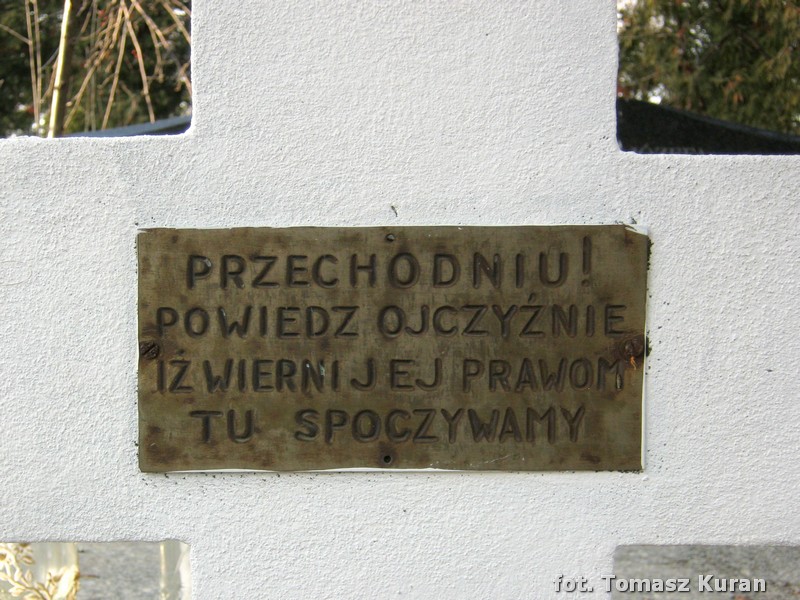 PRZECHODNIU!
POWIEDZ OJCZYŹNIE
IŻ WIERNI JEJ PRAWOM
TU SPOCZYWAMY
fot. Tomasz Kuran